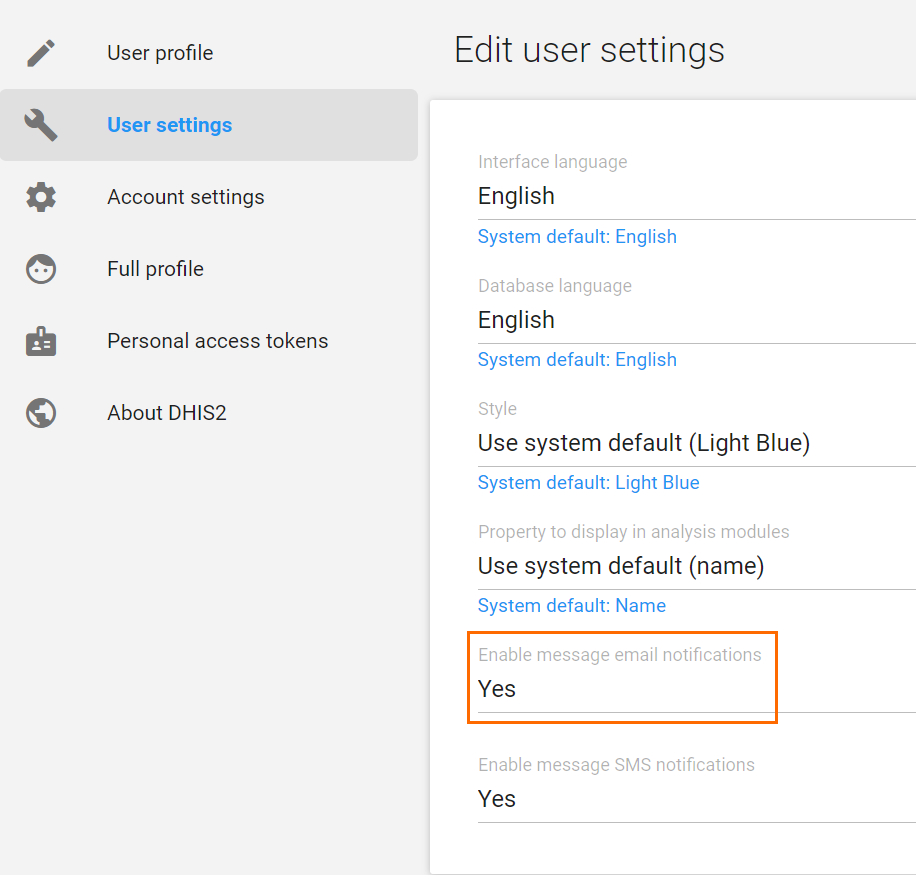 User profile
User settings
Account settings
Full profile
Personal access tokens
About DHIS2
Edit user settings
Interface language
English
System default: English
Database language
English
System default: English
Style
Use system default (Light Blue)
System default: Light Blue
Property to display in analysis modules
Use system default (name)
System default: Name
Enable message email notifications
Yes
Enable message SMS notifications
Yes